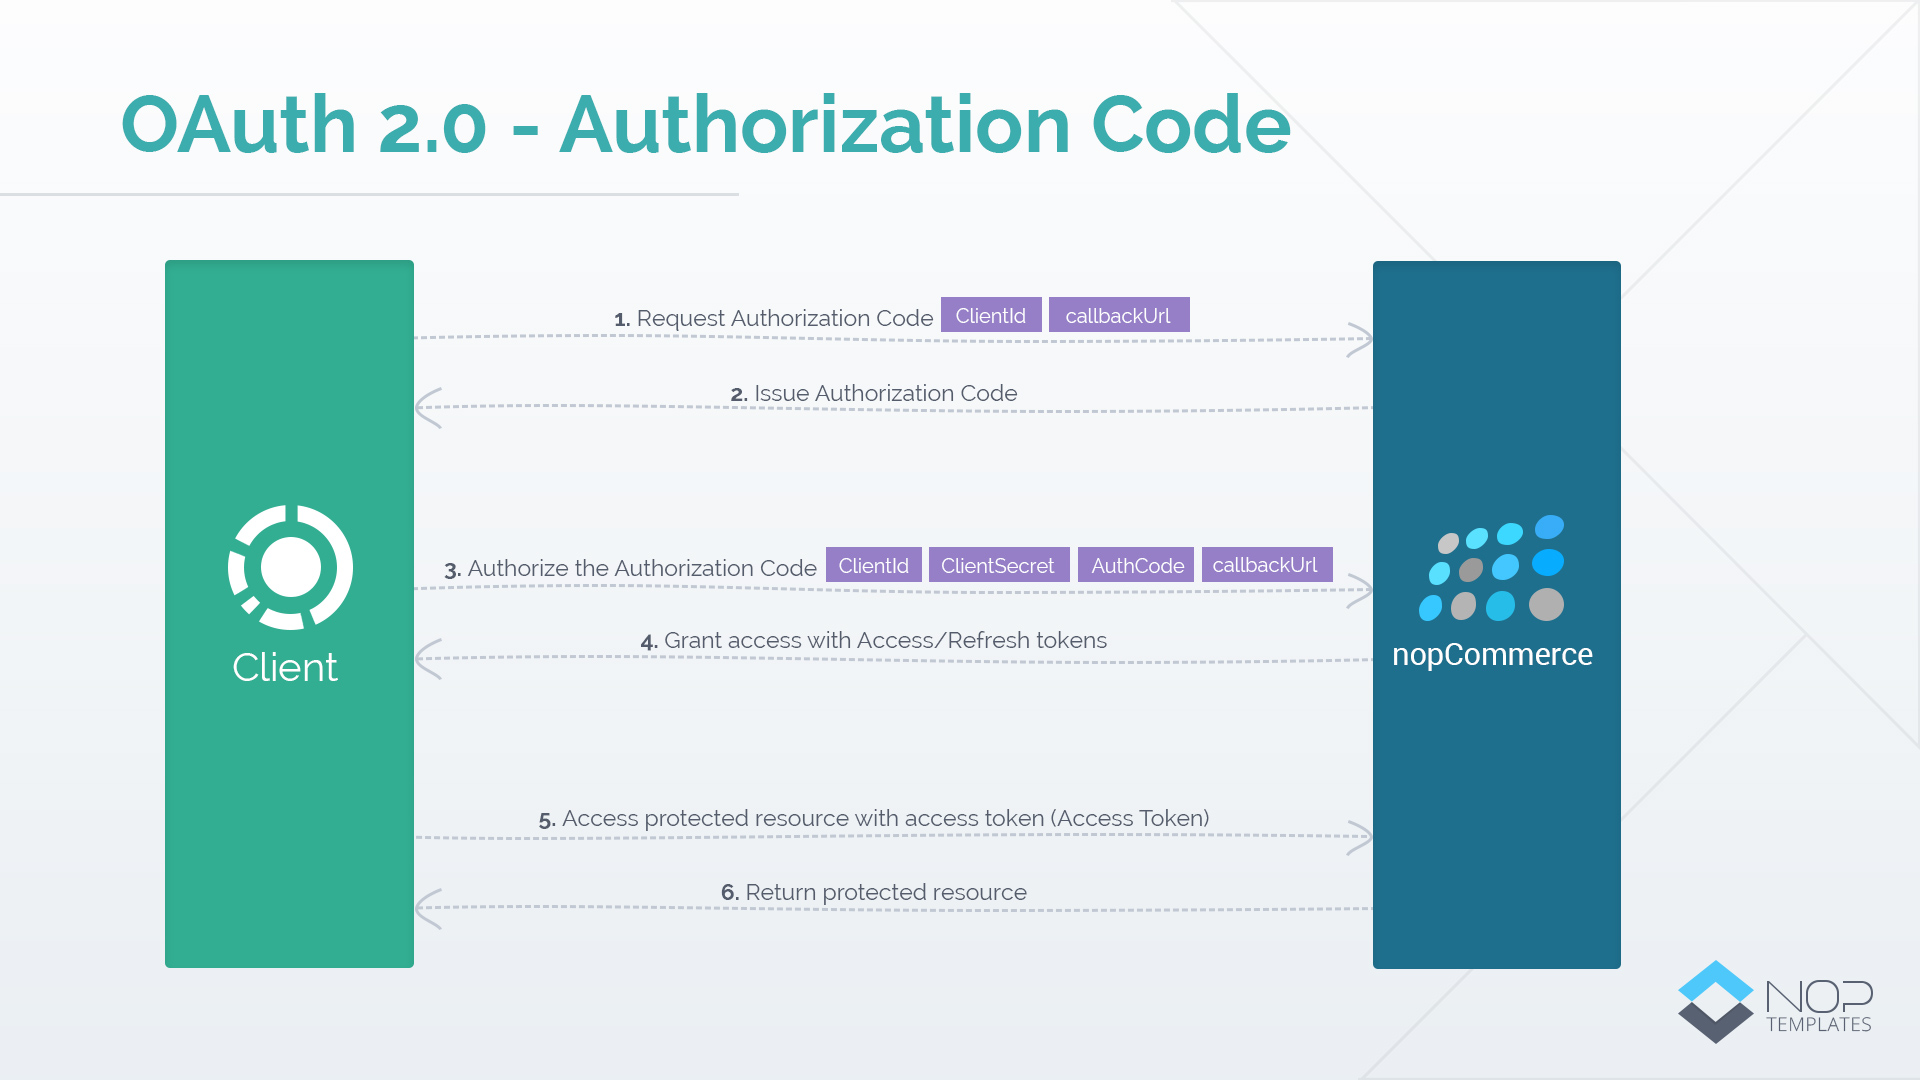 OAuth 2.0 - Authorization Code
1. Request Authorization Code ClientId callbackUrl
2. Issue Authorization Code
3. Authorize the Authorization Code ClientId ClientSecret AuthCode callbackUrl
4. Grant access with Access/Refresh tokens
Client
nopCommerce
5. Access protected resource with access token (Access Token)
6. Return protected resource
NOP
TEMPLATES